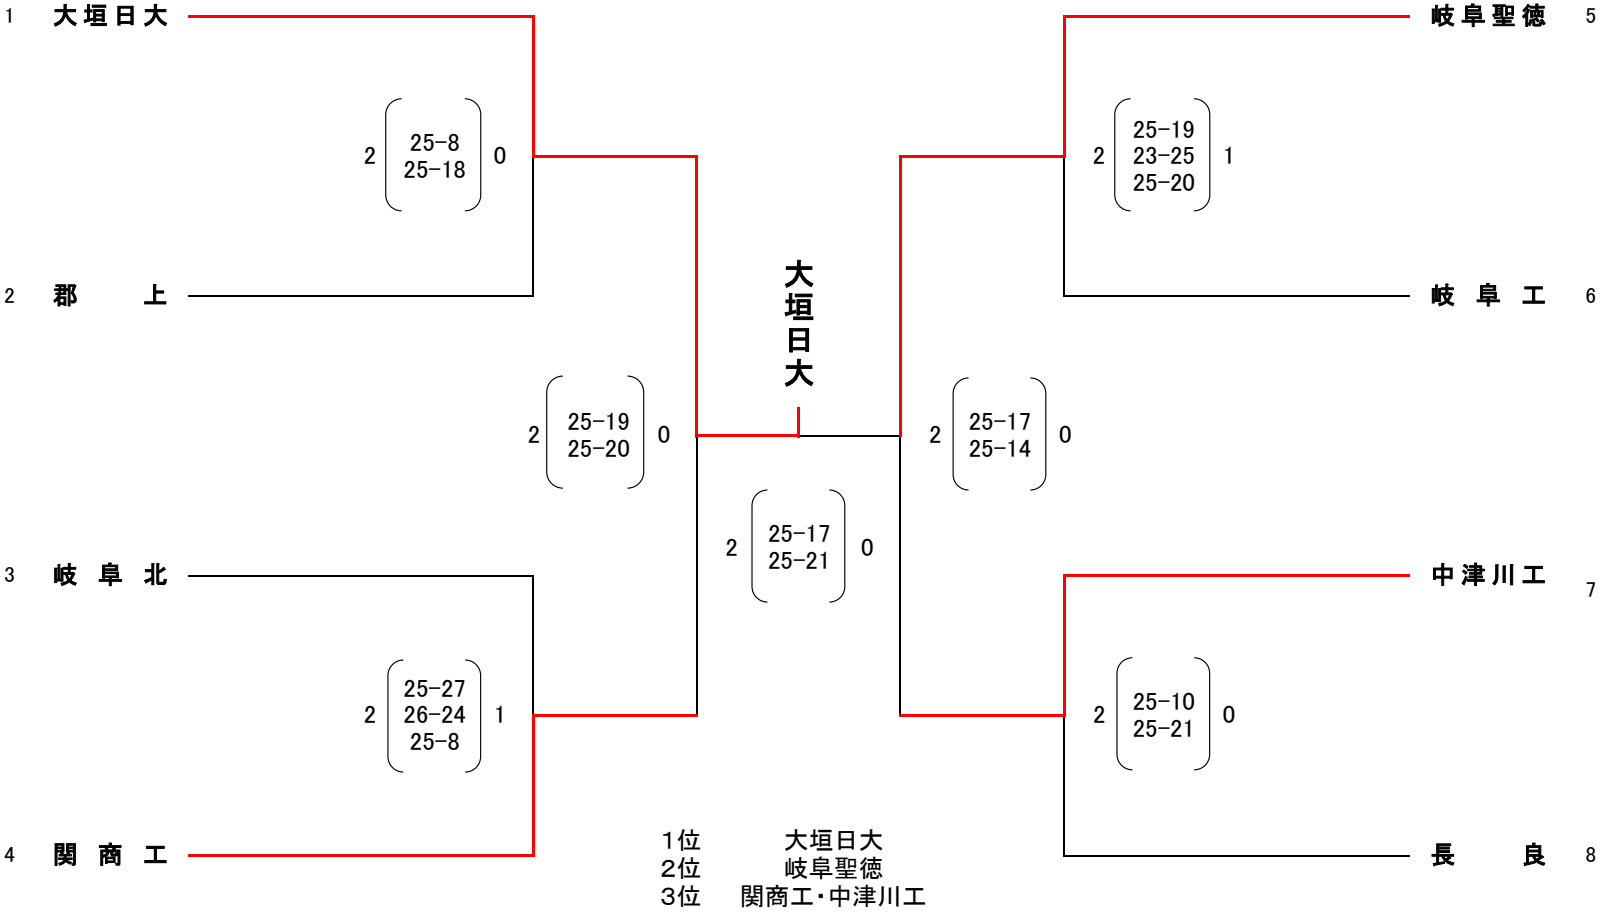 1 大垣日大
岐阜聖徳 5
2 25-8 0
25-18
2 25-19 1
23-25
25-20
2 郡上
岐阜工 6
大垣日大
2 25-19 0
25-20
2 25-17 0
25-14
2 25-17 0
25-21
3 岐阜北
中津川工 7
2 25-27 1
26-24
25-8
2 25-10 0
25-21
4 関商工
長良 8
1位 大垣日大
2位 岐阜聖徳
3位 関商工・中津川工